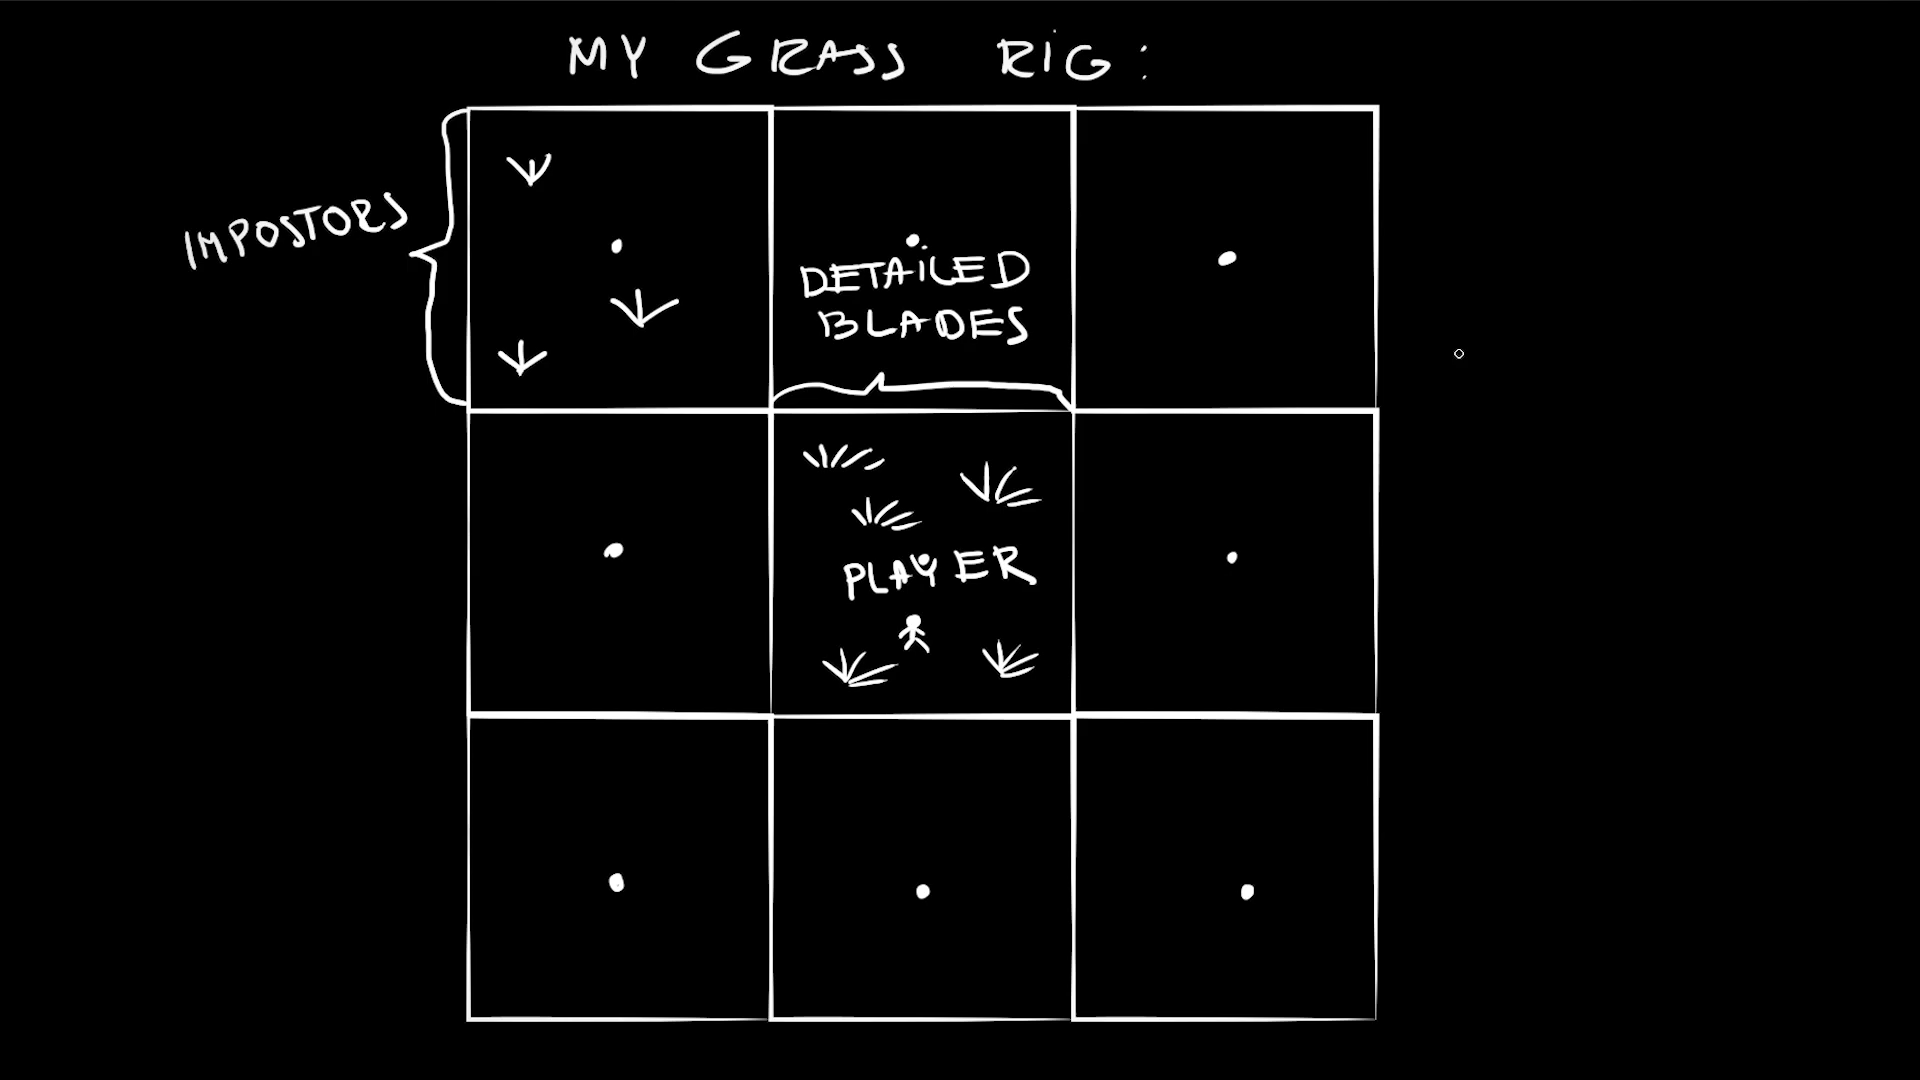 MY GRASS RIG:
IMPOSTORS
DETAILED
BLADES
PLAYER